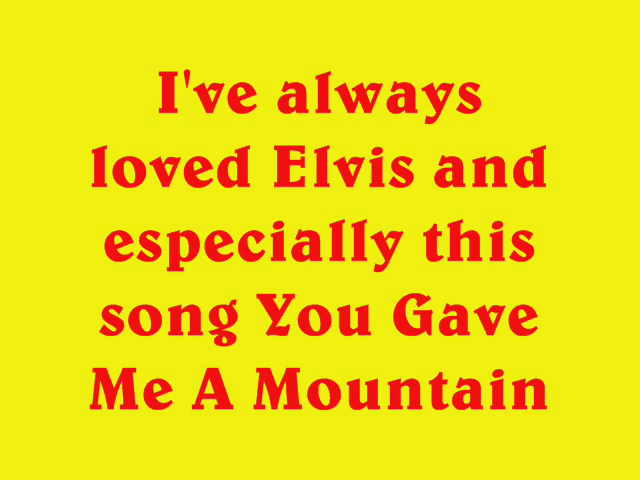 I've always
loved Elvis and
especially this
song You Gave
Me A Mountain